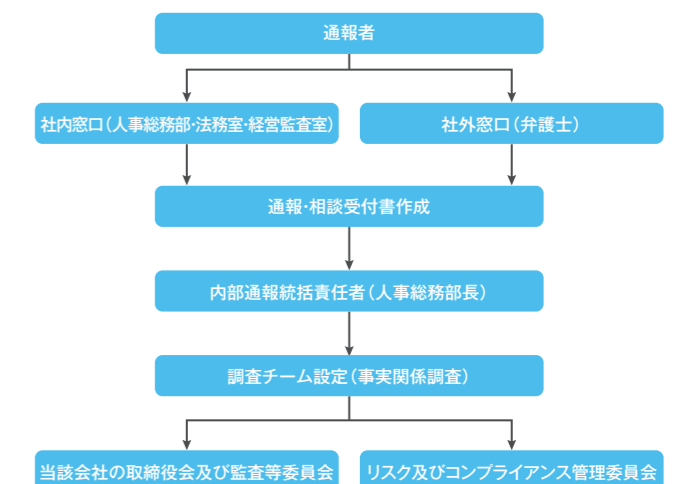 通報者
社内窓口（人事総務部・法務室・経営監査室）
社外窓口（弁護士）
通報・相談受付書作成
内部通報統括責任者（人事総務部長）
調査チーム設定（事実関係調査）
当該会社の取締役会及び監査等委員会
リスク及びコンプライアンス管理委員会